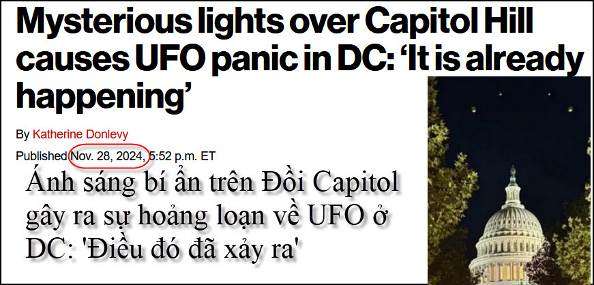 Mysterious lights over Capitol Hill
causes UFO panic in DC: ‘It is already
happening’
By Katherine Donlevy
Published Nov. 28, 2024, 5:52 p.m. ET
Ánh sáng bí ẩn trên Đồi Capitol
gây ra sự hoảng loạn về UFO ở
DC: 'Điều đó đã xảy ra'